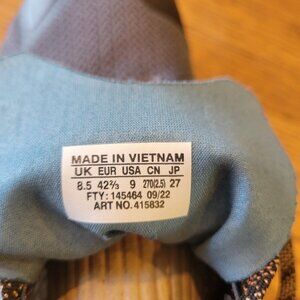 MADE IN VIETNAM
UK EUR USA CN JP
8.5 42⅔ 9 270(2.5) 27
FTY: 145464 09/22
ART NO. 415832